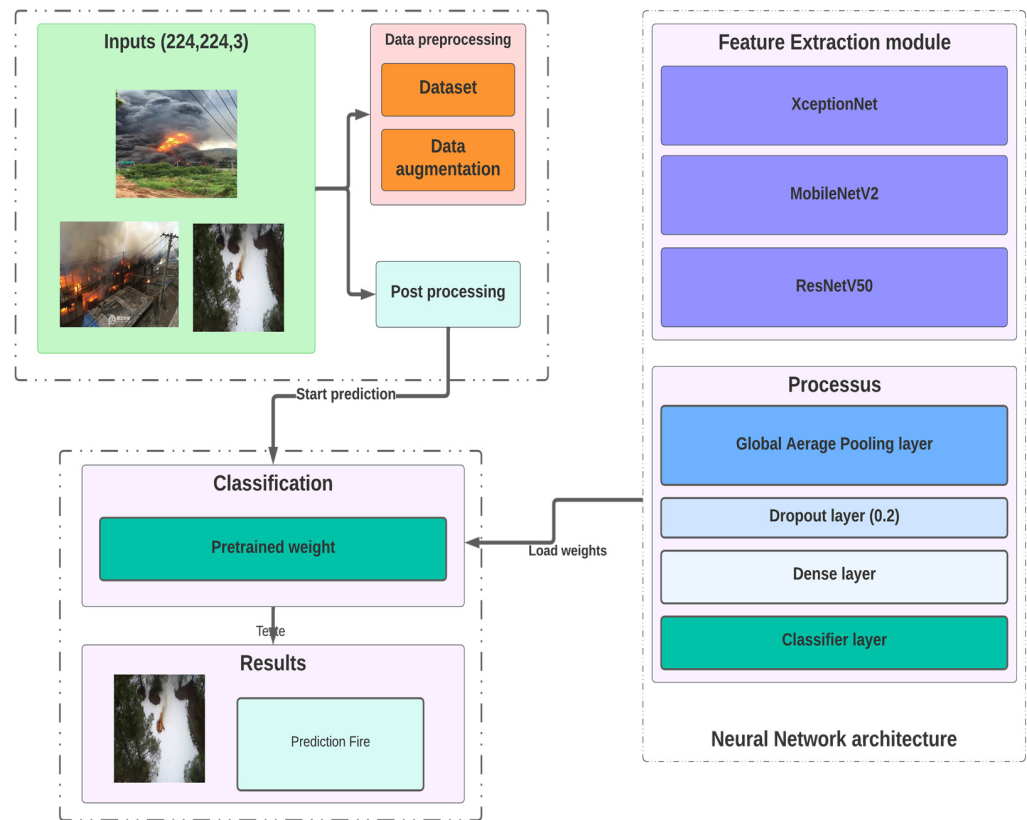 Inputs (224,224,3)
Data preprocessing
Dataset
Data
augmentation
Post processing
Start prediction
Classification
Pretrained weight
Load weights
Texte
Results
Prediction Fire
Feature Extraction module
XceptionNet
MobileNetV2
ResNetV50
Processus
Global Aerage Pooling layer
Dropout layer (0.2)
Dense layer
Classifier layer
Neural Network architecture